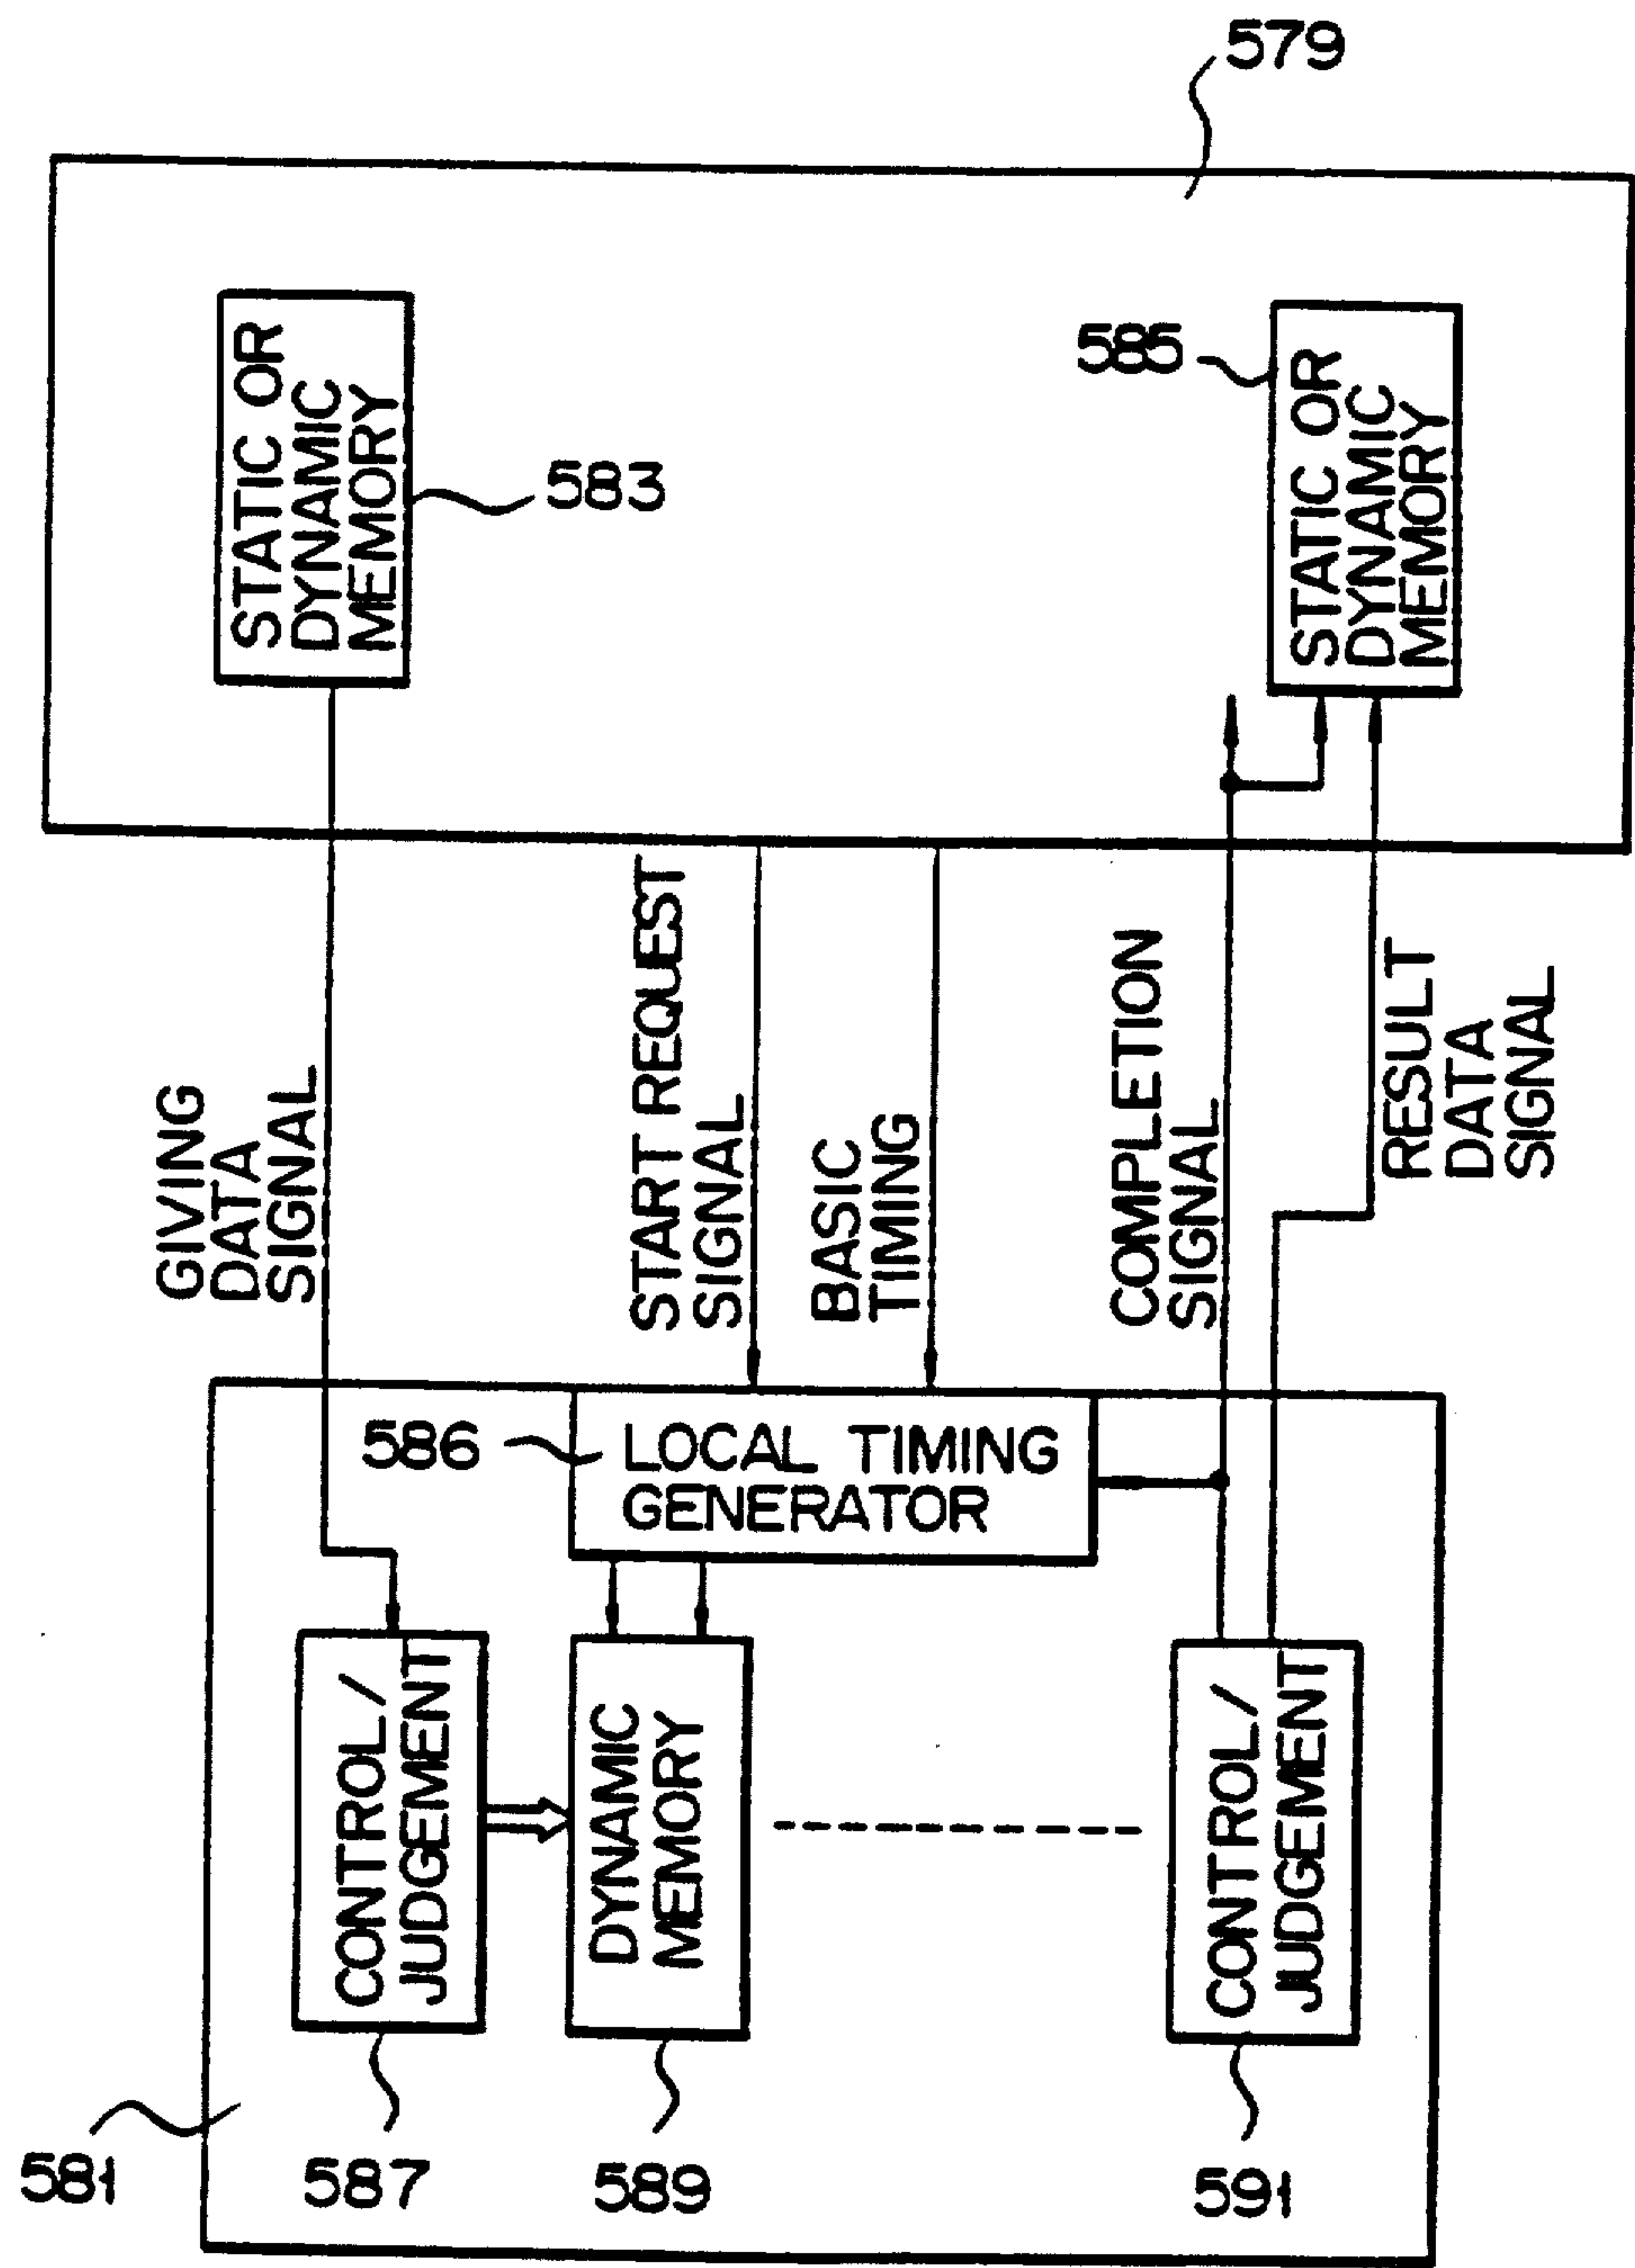 579
STATIC OR
DYNAMIC
MEMORY
583
585
STATIC OR
DYNAMIC
MEMORY
GIVING
DATA
SIGNAL
START REQUEST
SIGNAL
BASIC
TIMING
COMPLETION
SIGNAL
RESULT
DATA
SIGNAL
586
LOCAL TIMING
GENERATOR
CONTROL/
JUDGEMENT
DYNAMIC
MEMORY
CONTROL/
JUDGEMENT
581
587
589
591